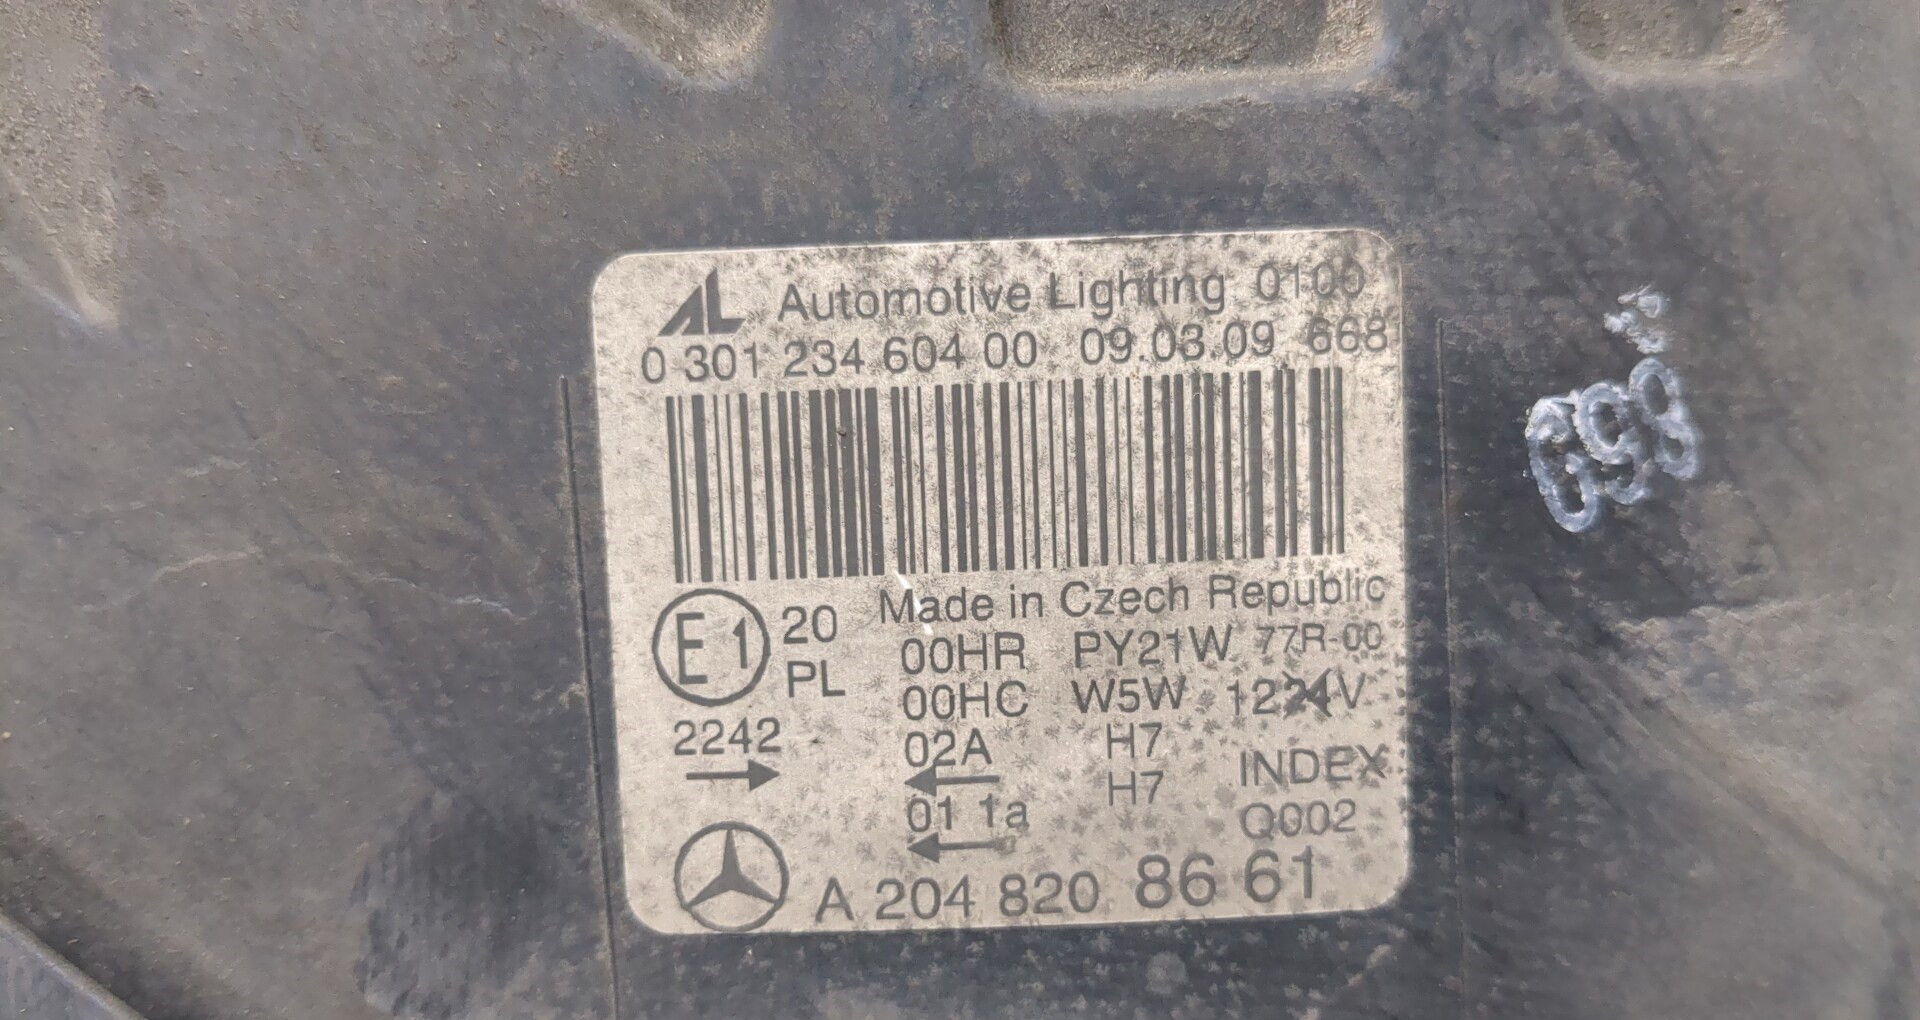 AL Automotive Lighting 0100
0 301 234 604 00 09.03.09 668
Made in Czech Republic
E1 20 00HR PY21W 77R-00
PL 00HC W5W 1224V
2242 02A H7
INDEX
01 1a H7
Q002
A 204 820 86 61